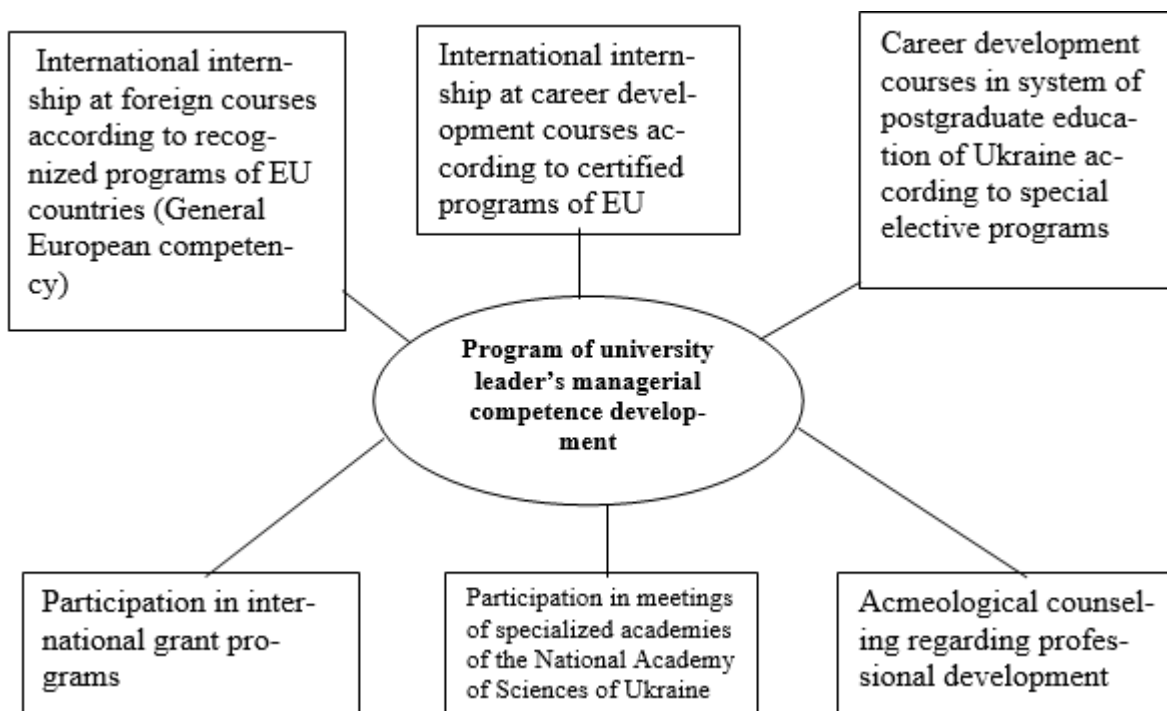 International intern-
ship at foreign courses
according to recog-
nized programs of EU
countries (General
European competen-
cy)
International intern-
ship at career devel-
opment courses ac-
cording to certified
programs of EU
Career development
courses in system of
postgraduate educa-
tion of Ukraine ac-
cording to special
elective programs
Program of university
leader’s managerial
competence develop-
ment
Participation in inter-
national grant pro-
grams
Participation in meetings
of specialized academies
of the National Academy
of Sciences of Ukraine
Acmeological counsel-
ing regarding profes-
sional development